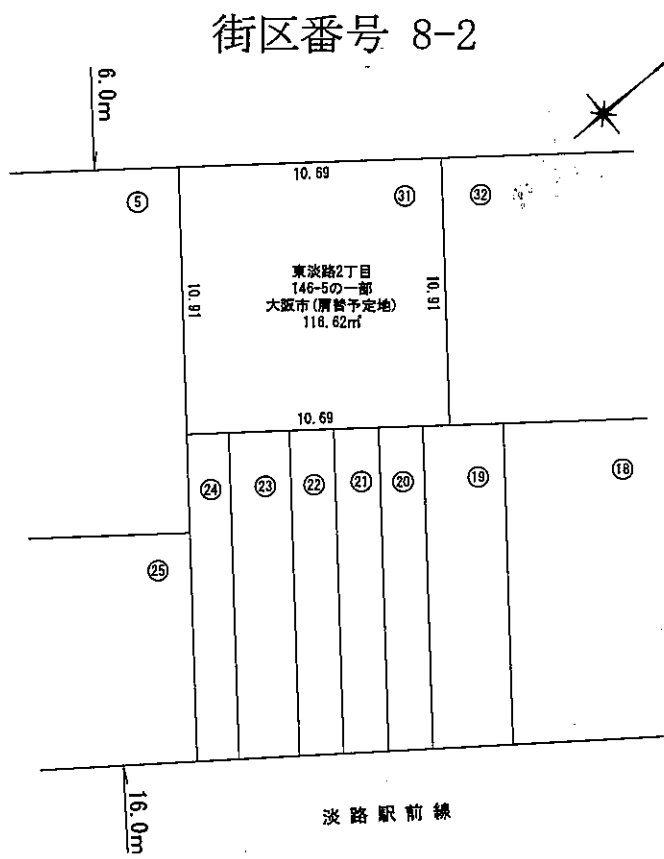 街区番号 8-2
6.0m
10.69
⑤
㉛
㉜
東淡路2丁目
146-5の一部
大阪市(肩替予定地)
116.62㎡
10.91
10.91
10.69
㉔
㉓
㉒
㉑
⑳
⑲
⑱
㉕
16.0m
淡路駅前線